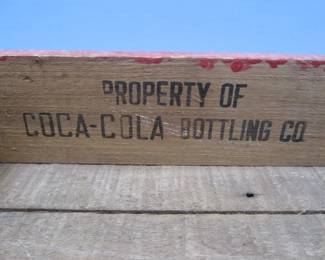 PROPERTY OF
COCA-COLA BOTTLING CO